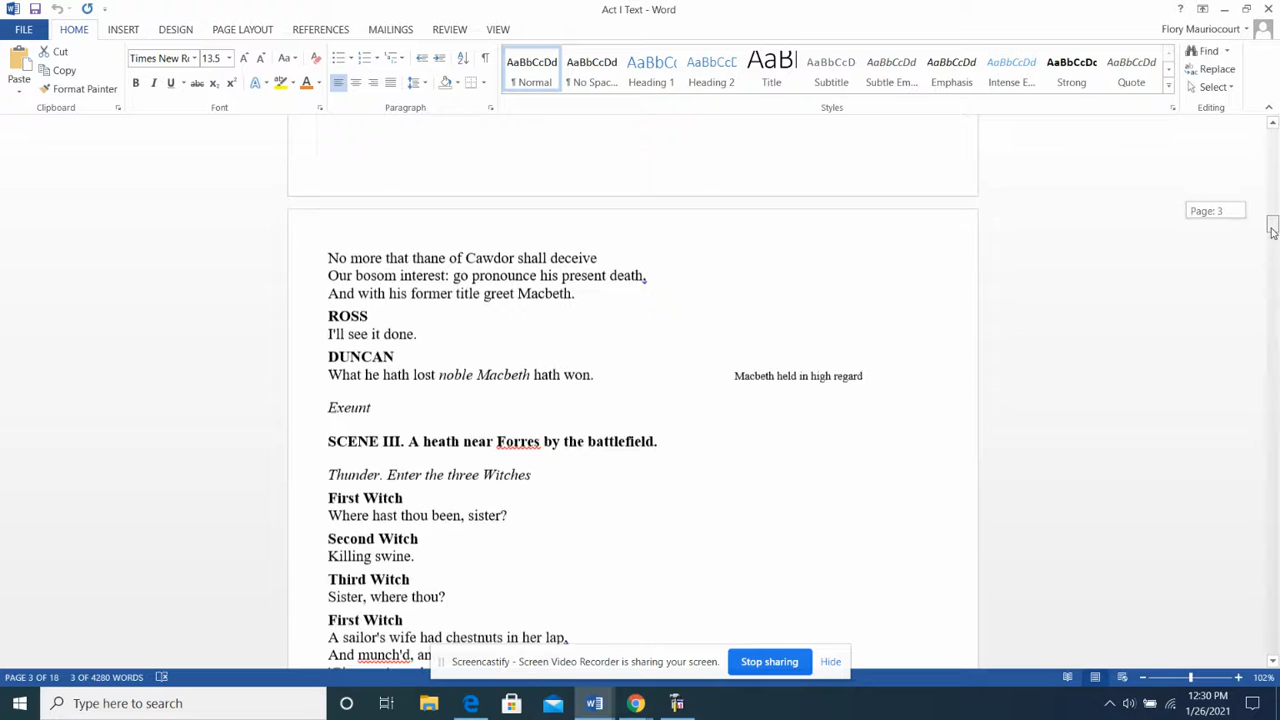 Act I Text - Word
FILE HOME INSERT DESIGN PAGE LAYOUT REFERENCES MAILINGS REVIEW VIEW
Flory Mauriocourt
Paste
Cut
Copy
Format Painter
Times New R 13.5
AaBbCcDd AaBbCcDd AaBbCc AaBbCcD AaBl AaBbCcD AaBbCcDd AaBbCcDd AaBbCcDd AaBbCcDc AaBbCcDd
¶ Normal ¶ No Spac... Heading 1 Heading 2 Title Subtitle Subtle Em... Emphasis Intense E... Strong Quote
Find
Replace
Select
Clipboard Font Paragraph Styles Editing
Page: 3
No more that thane of Cawdor shall deceive
Our bosom interest: go pronounce his present death,
And with his former title greet Macbeth.
ROSS
I'll see it done.
DUNCAN
What he hath lost noble Macbeth hath won.
Macbeth held in high regard
Exeunt
SCENE III. A heath near Forres by the battlefield.
Thunder. Enter the three Witches
First Witch
Where hast thou been, sister?
Second Witch
Killing swine.
Third Witch
Sister, where thou?
First Witch
A sailor's wife had chestnuts in her lap,
And munch'd, an
Screencastify - Screen Video Recorder is sharing your screen.
Stop sharing
Hide
PAGE 3 OF 18 3 OF 4280 WORDS
102%
Type here to search
12:30 PM
1/26/2021